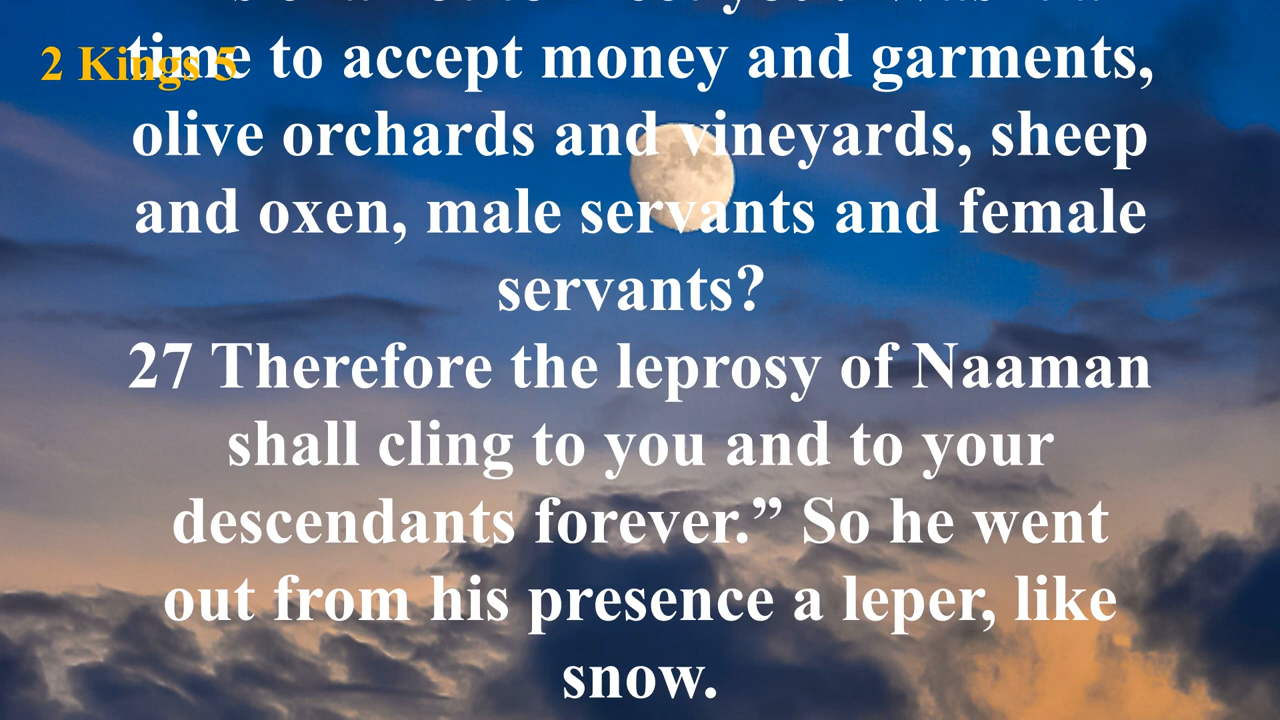 2 Kings 5
time to accept money and garments,
olive orchards and vineyards, sheep
and oxen, male servants and female
servants?
27 Therefore the leprosy of Naaman
shall cling to you and to your
descendants forever.” So he went
out from his presence a leper, like
snow.